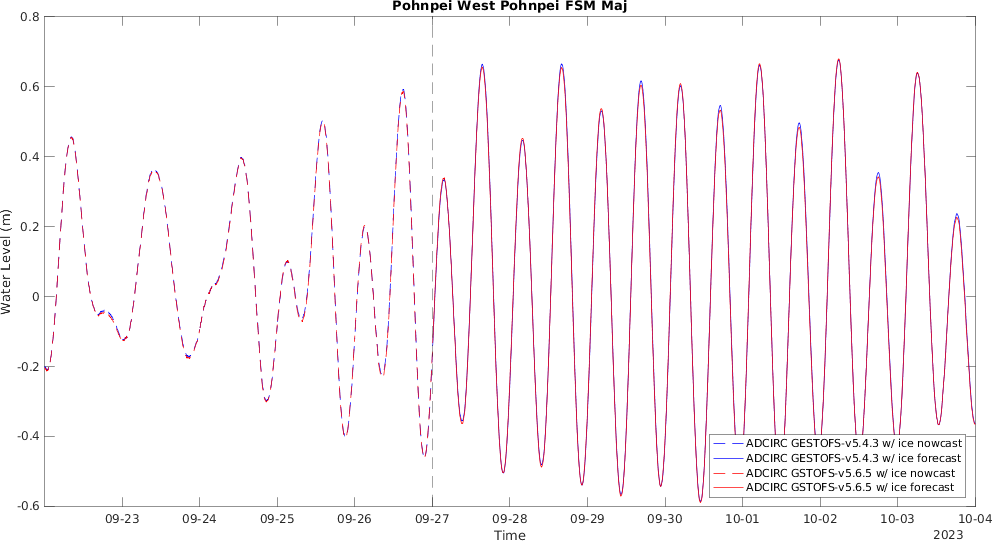 Pohnpei West Pohnpei FSM Maj
Water Level (m)
0.8
0.6
0.4
0.2
0
-0.2
-0.4
-0.6
ADCIRC GESTOFS-v5.4.3 w/ ice nowcast
ADCIRC GESTOFS-v5.4.3 w/ ice forecast
ADCIRC GSTOFS-v5.6.5 w/ ice nowcast
ADCIRC GSTOFS-v5.6.5 w/ ice forecast
09-23 09-24 09-25 09-26 09-27 09-28 09-29 09-30 10-01 10-02 10-03 10-04
Time
2023